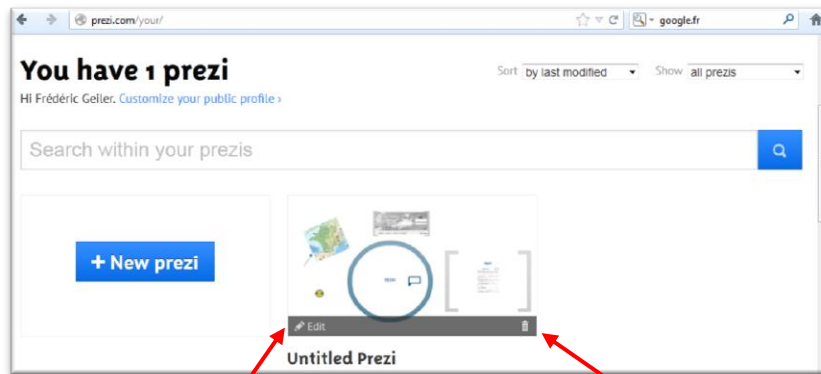 prezi.com/your/
google.fr
You have 1 prezi
Sort by last modified Show all prezis
Hi Frédéric Geiler. Customize your public profile ›
Search within your prezis
+ New prezi
Edit
Untitled Prezi